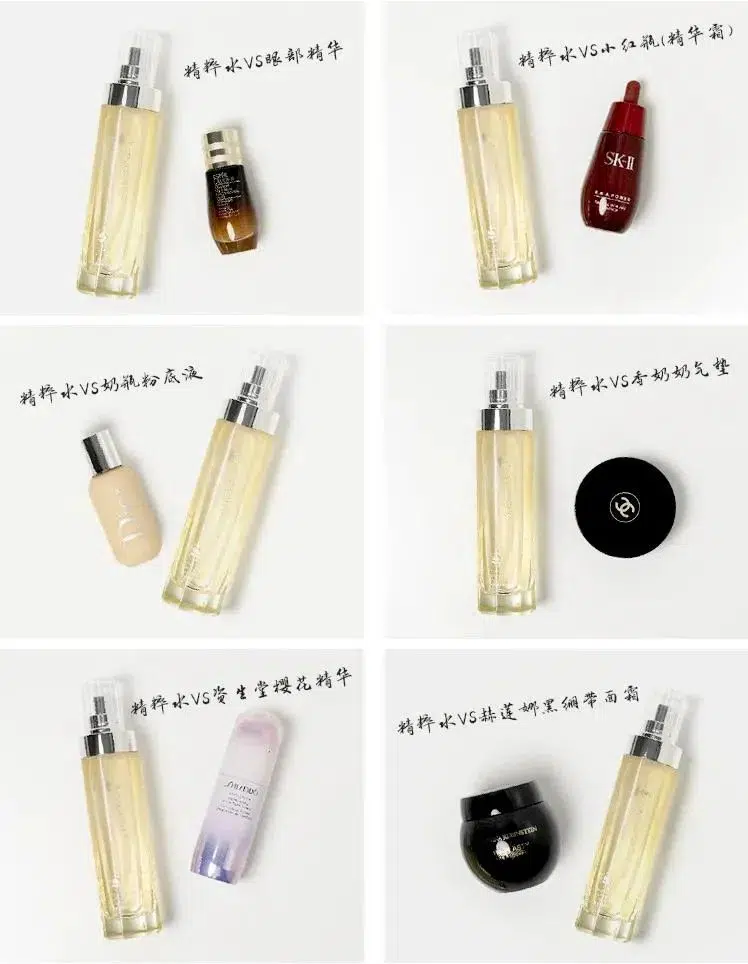 精粹水VS眼部精华
精粹水VS小红瓶(精华霜)
SK-II
R.N.A.POWER
精粹水VS奶瓶粉底液
Dior
精粹水VS香奶奶气垫
精粹水VS资生堂樱花精华
SHISEIDO
精粹水VS赫莲娜黑绷带面霜